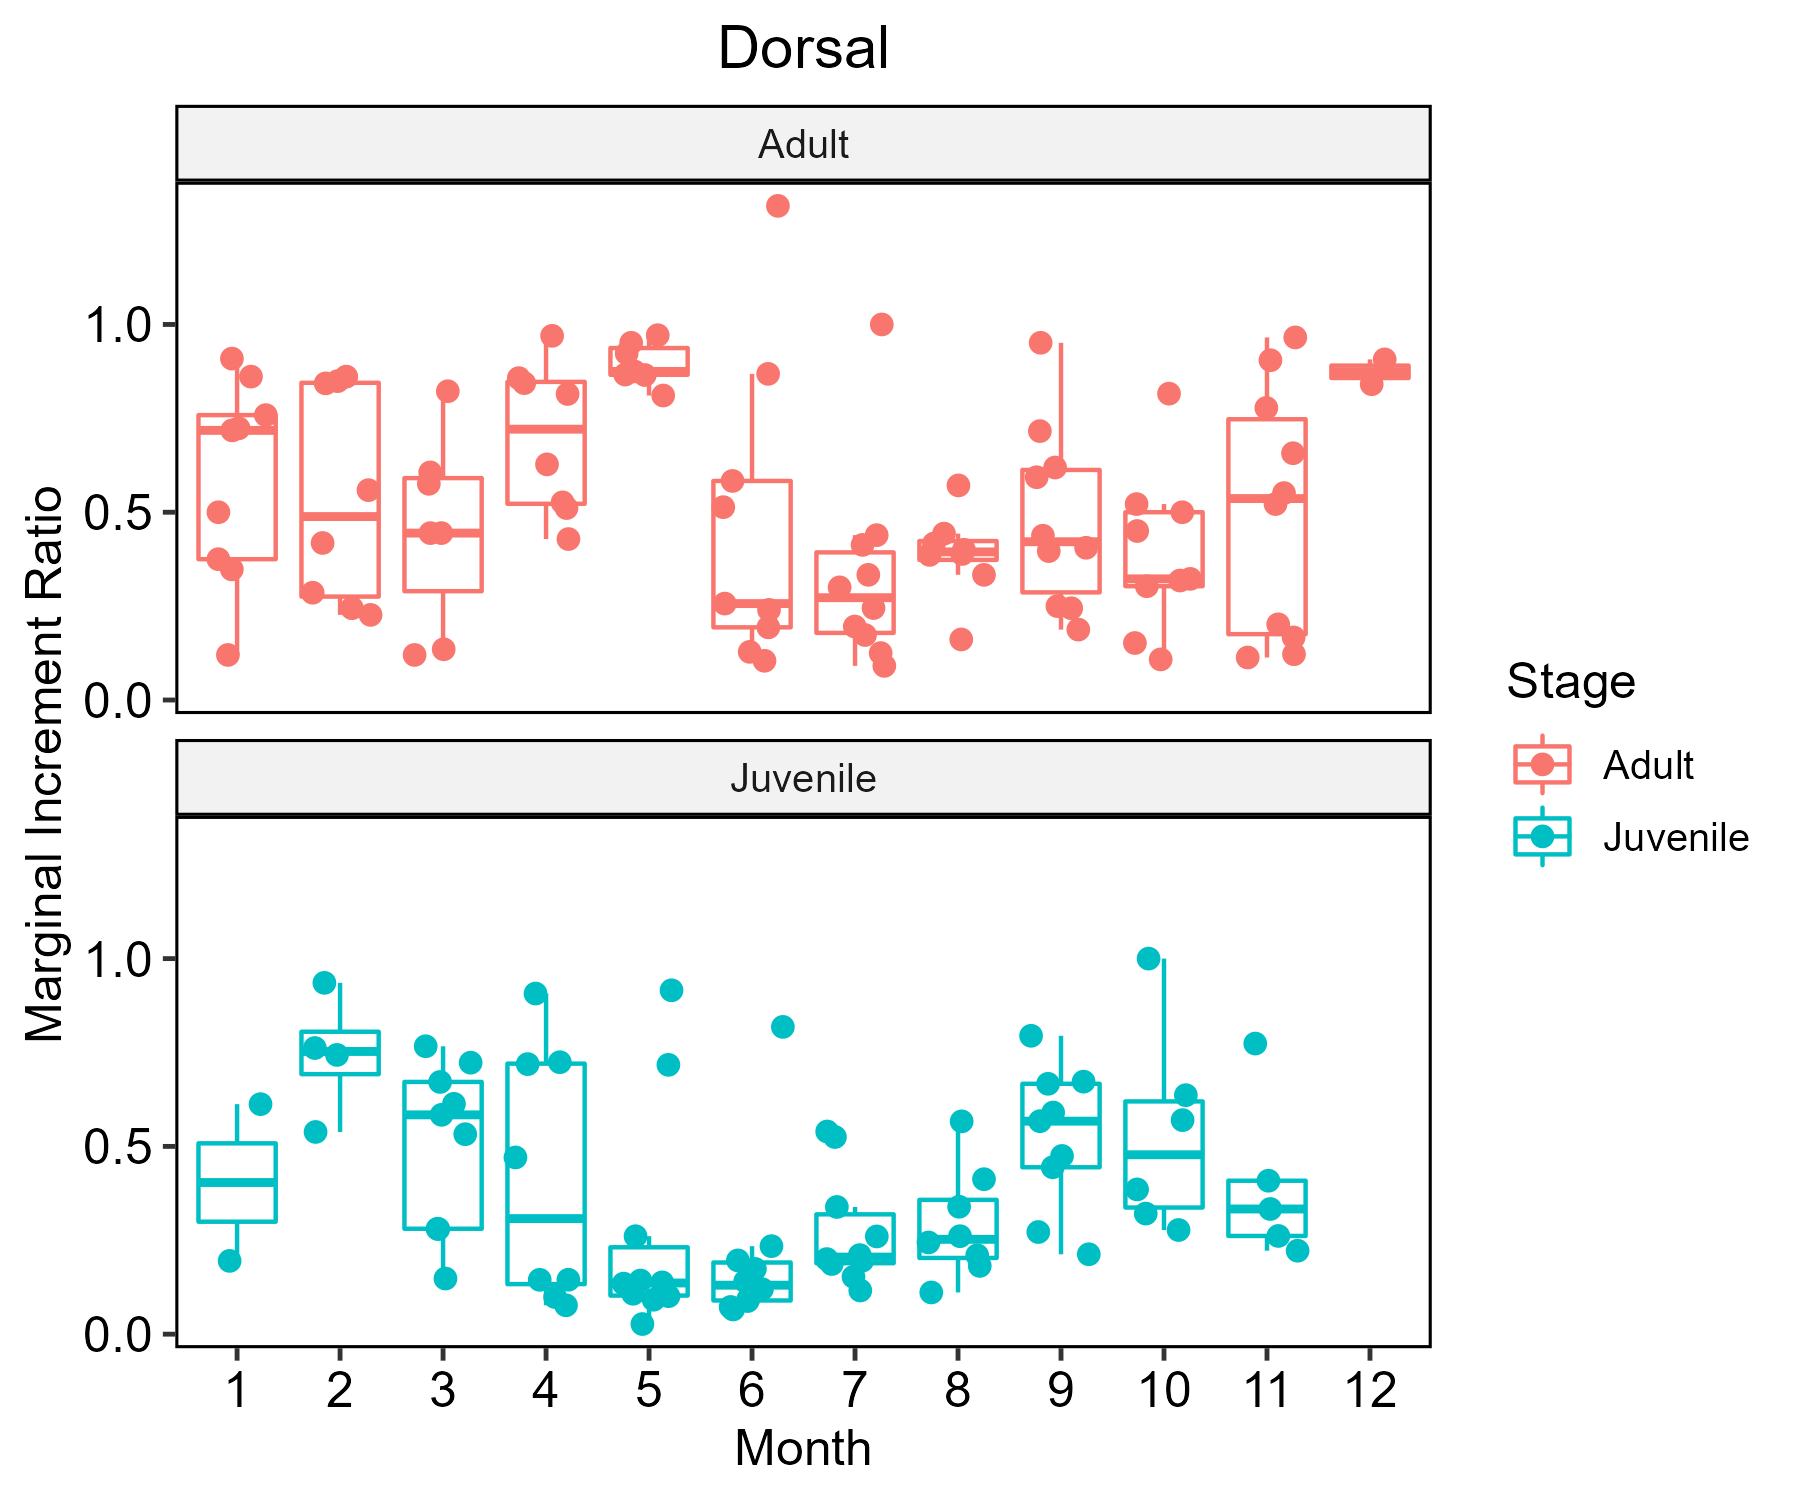 Dorsal
Adult
1.0
0.5
0.0
Juvenile
1.0
0.5
0.0
1 2 3 4 5 6 7 8 9 10 11 12
Month
Marginal Increment Ratio
Stage
Adult
Juvenile